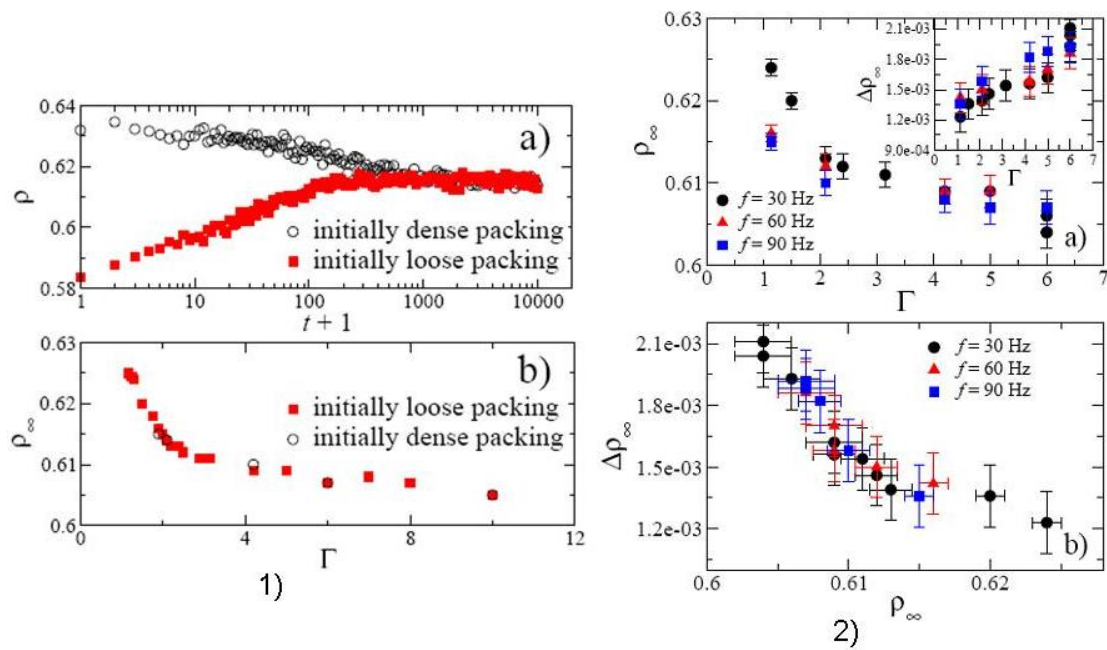 0.64
0.62
0.6
0.58
ρ
a)
initially dense packing
initially loose packing
1
10
100
1000
10000
t + 1
0.63
0.62
0.61
0.6
ρ∞
b)
initially loose packing
initially dense packing
0
4
8
12
Γ
1)
0.63
0.62
0.61
0.6
ρ∞
2.1e-03
1.8e-03
1.5e-03
1.2e-03
9.0e-04
Δρ∞
0 1 2 3 4 5 6 7
Γ
f = 30 Hz
f = 60 Hz
f = 90 Hz
a)
0 1 2 3 4 5 6 7
Γ
2.1e-03
1.8e-03
1.5e-03
1.2e-03
Δρ∞
f = 30 Hz
f = 60 Hz
f = 90 Hz
b)
0.6
0.61
0.62
ρ∞
2)